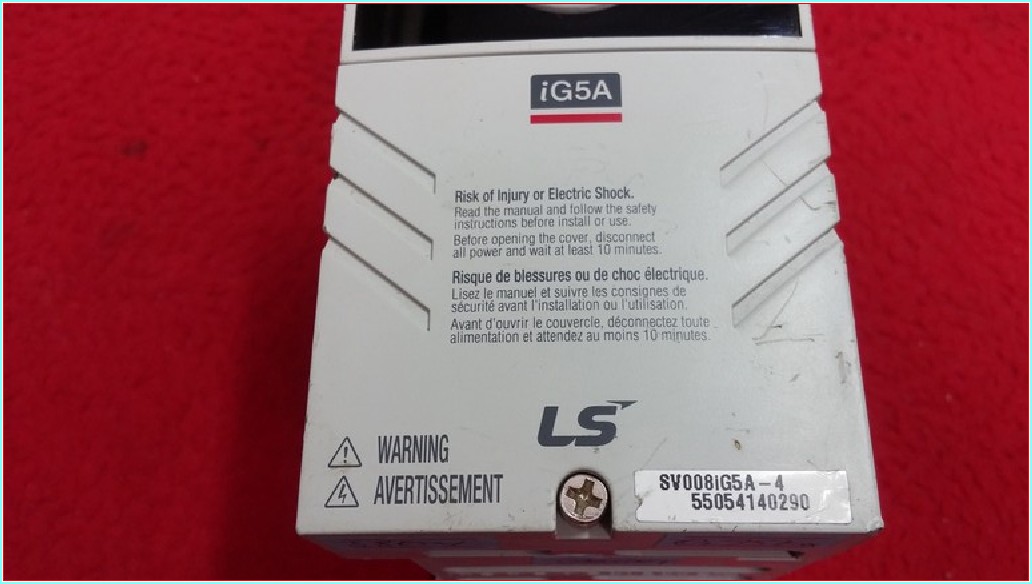 iG5A
Risk of Injury or Electric Shock.
Read the manual and follow the safety
instructions before install or use.
Before opening the cover, disconnect
all power and wait at least 10 minutes.
Risque de blessures ou de choc électrique.
Lisez le manuel et suivre les consignes de
sécurité avant l'installation ou l'utilisation.
Avant d'ouvrir le couvercle, déconnectez toute
alimentation et attendez au moins 10 minutes.
LS
WARNING
AVERTISSEMENT
SV008iG5A-4
55054140290